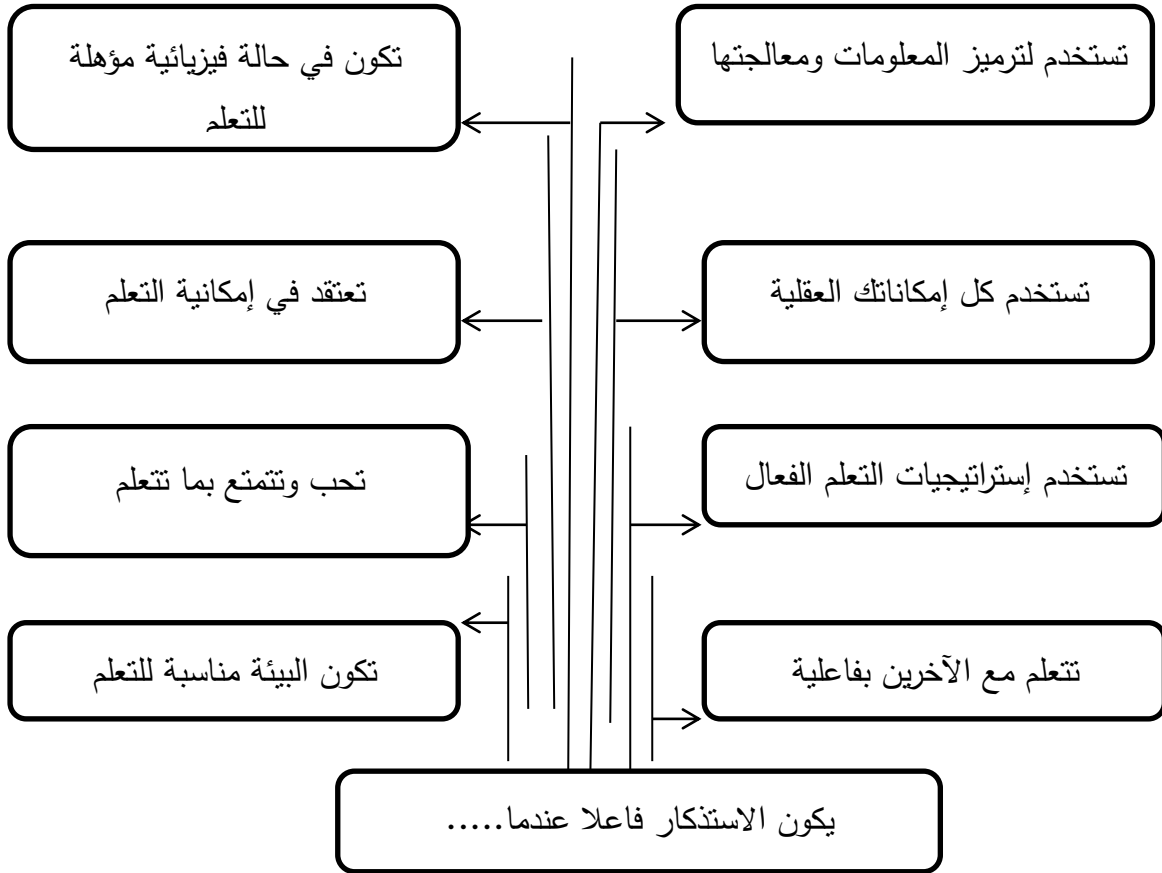 تستخدم لترميز المعلومات ومعالجتها
تكون في حالة فيزيائية مؤهلة
للتعلم
تستخدم كل إمكاناتك العقلية
تعتقد في إمكانية التعلم
تستخدم إستراتيجيات التعلم الفعال
تحب وتتمتع بما تتعلم
تتعلم مع الآخرين بفاعلية
تكون البيئة مناسبة للتعلم
يكون الاستذكار فاعلا عندما.....